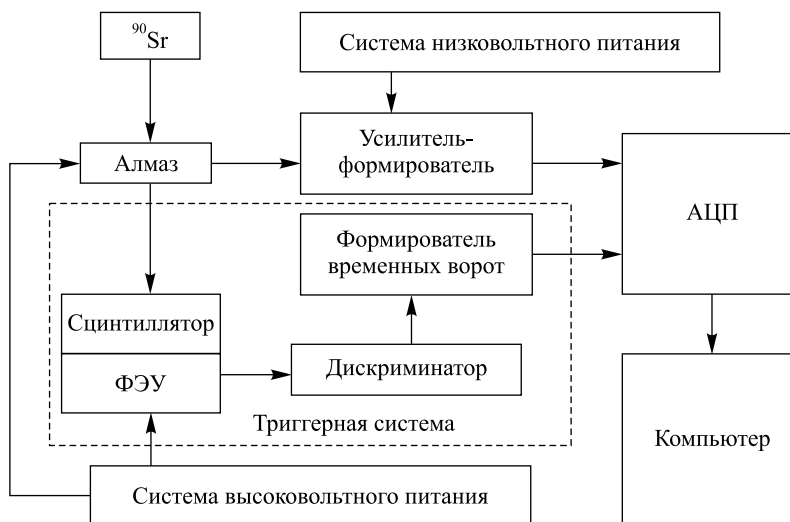 ⁹⁰Sr
Система низковольтного питания
Алмаз
Усилитель-
формирователь
АЦП
Формирователь
временных ворот
Сцинтиллятор
ФЭУ
Дискриминатор
Триггерная система
Компьютер
Система высоковольтного питания